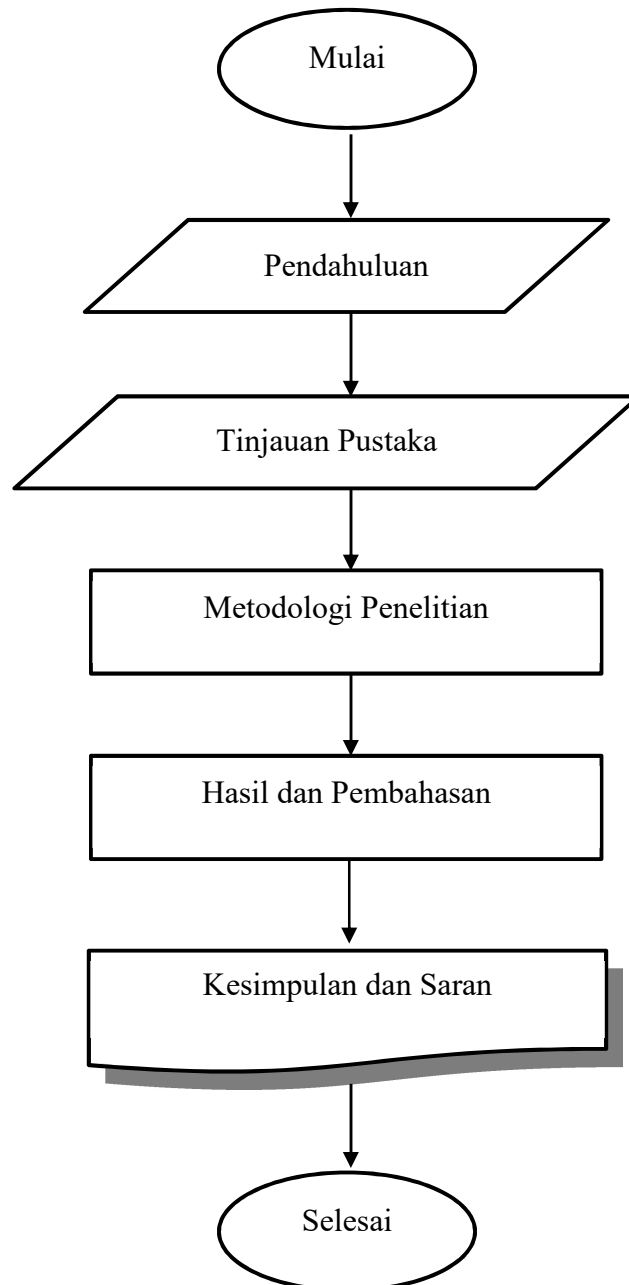 Mulai
Pendahuluan
Tinjauan Pustaka
Metodologi Penelitian
Hasil dan Pembahasan
Kesimpulan dan Saran
Selesai